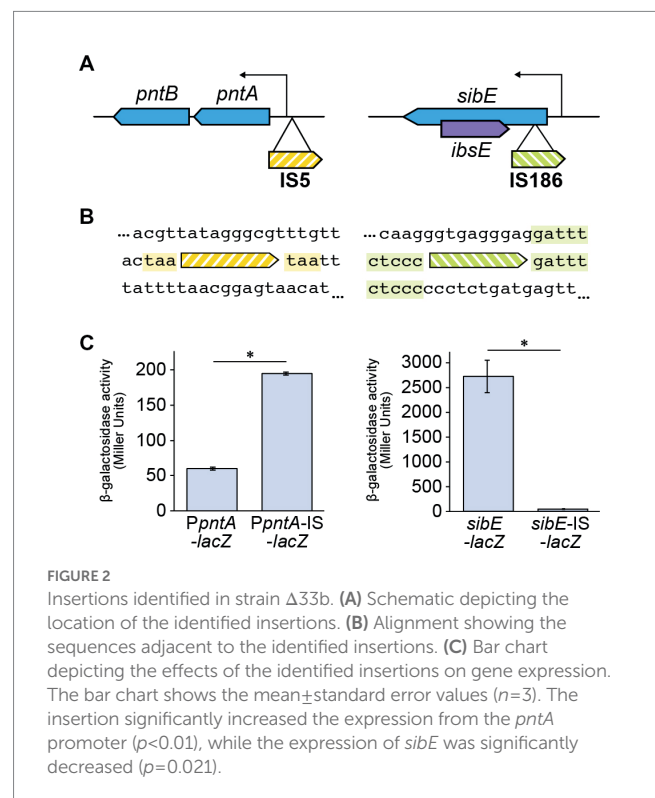 A
pntB pntA
IS5
sibE
ibsE
IS186
B
... acgttatagggcgtttgtt
actaa taatt
tattttaacggagtaacat...
... caagggtgagggaggattt
ctccc gattt
ctcccccctctgatgagtt...
C
β-galactosidase activity
(Miller Units)
200
150
100
50
0
*
PpntA
-lacZ
PpntA-IS
-lacZ
β-galactosidase activity
(Miller Units)
3000
2500
2000
1500
1000
500
0
*
sibE
-lacZ
sibE-IS
-lacZ
FIGURE 2
Insertions identified in strain Δ33b. (A) Schematic depicting the
location of the identified insertions. (B) Alignment showing the
sequences adjacent to the identified insertions. (C) Bar chart
depicting the effects of the identified insertions on gene expression.
The bar chart shows the mean±standard error values (n=3). The
insertion significantly increased the expression from the pntA
promoter (p<0.01), while the expression of sibE was significantly
decreased (p=0.021).